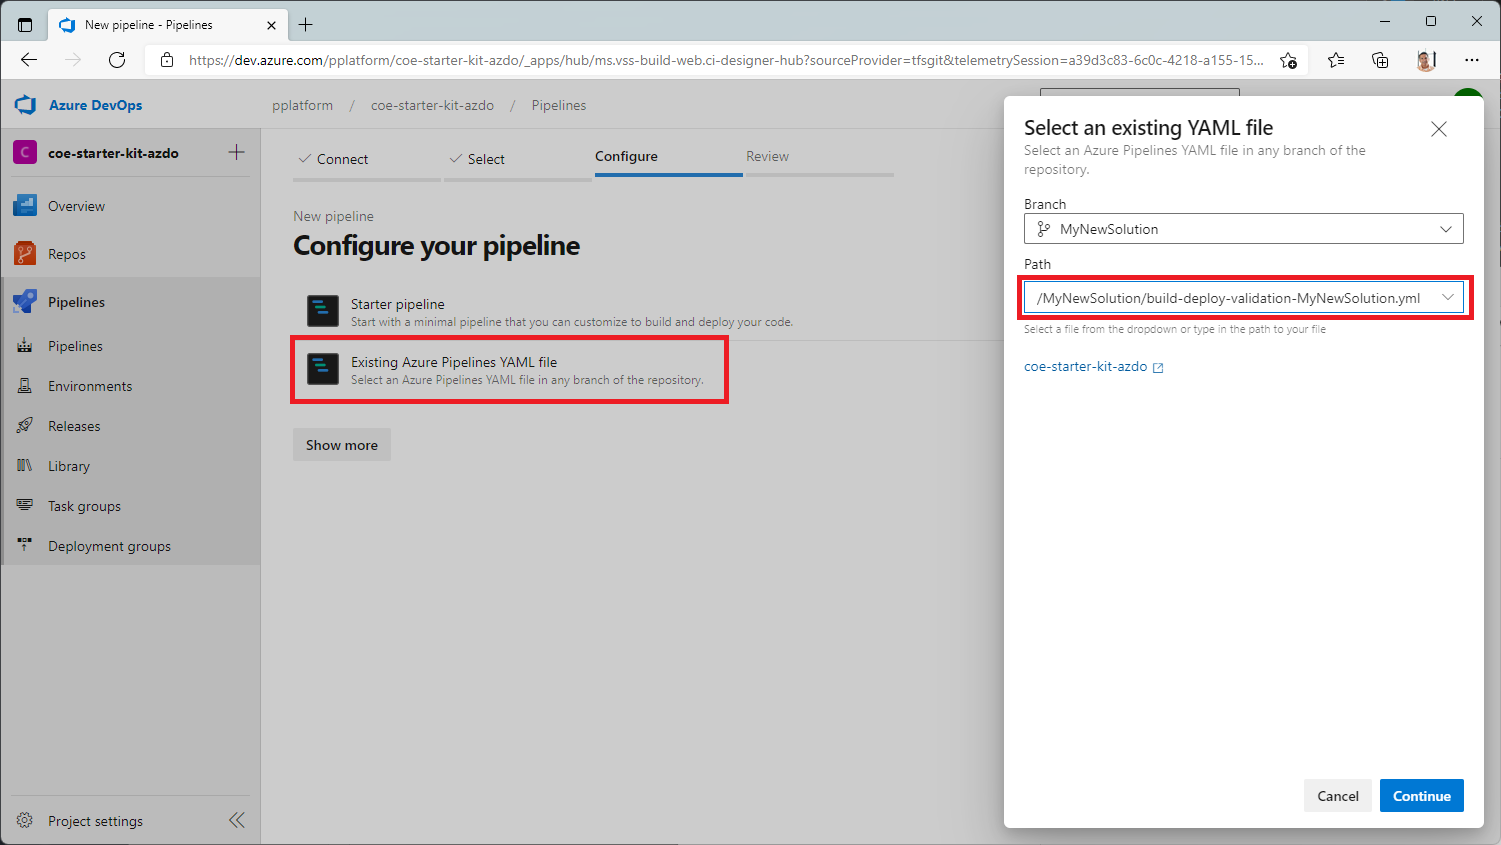 New pipeline - Pipelines
https://dev.azure.com/pplatform/coe-starter-kit-azdo/_apps/hub/ms.vss-build-web.ci-designer-hub?sourceProvider=tfsgit&telemetrySession=a39d3c83-6c0c-4218-a155-15...
Azure DevOps
pplatform / coe-starter-kit-azdo / Pipelines
C coe-starter-kit-azdo
Overview
Repos
Pipelines
Pipelines
Environments
Releases
Library
Task groups
Deployment groups
Project settings
Connect
Select
Configure
Review
New pipeline
Configure your pipeline
Starter pipeline
Start with a minimal pipeline that you can customize to build and deploy your code.
Existing Azure Pipelines YAML file
Select an Azure Pipelines YAML file in any branch of the repository.
Show more
Select an existing YAML file
Select an Azure Pipelines YAML file in any branch of the
repository.
Branch
MyNewSolution
Path
/MyNewSolution/build-deploy-validation-MyNewSolution.yml
Select a file from the dropdown or type in the path to your file
coe-starter-kit-azdo
Cancel
Continue